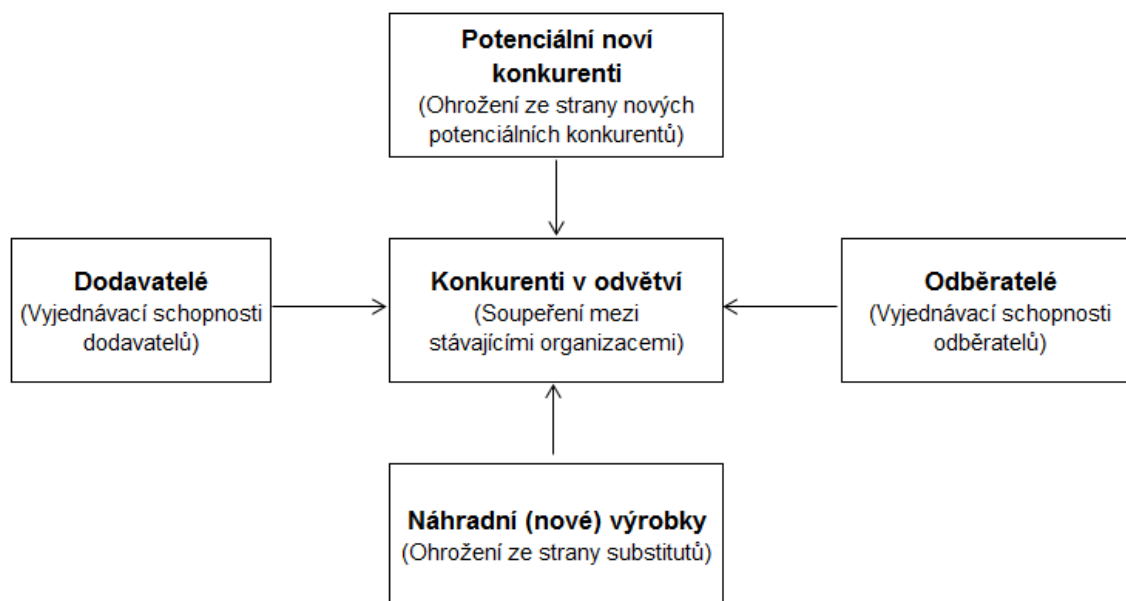 Potenciální noví
konkurenti
(Ohrožení ze strany nových
potenciálních konkurentů)
Dodavatelé
(Vyjednávací schopnosti
dodavatelů)
Konkurenti v odvětví
(Soupeření mezi
stávajícími organizacemi)
Odběratelé
(Vyjednávací schopnosti
odběratelů)
Náhradní (nové) výrobky
(Ohrožení ze strany substitutů)